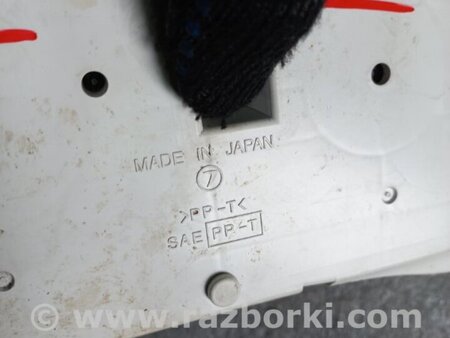 MADE IN JAPAN
7
>PP-T<
SAE PP-T
www.razborki.com